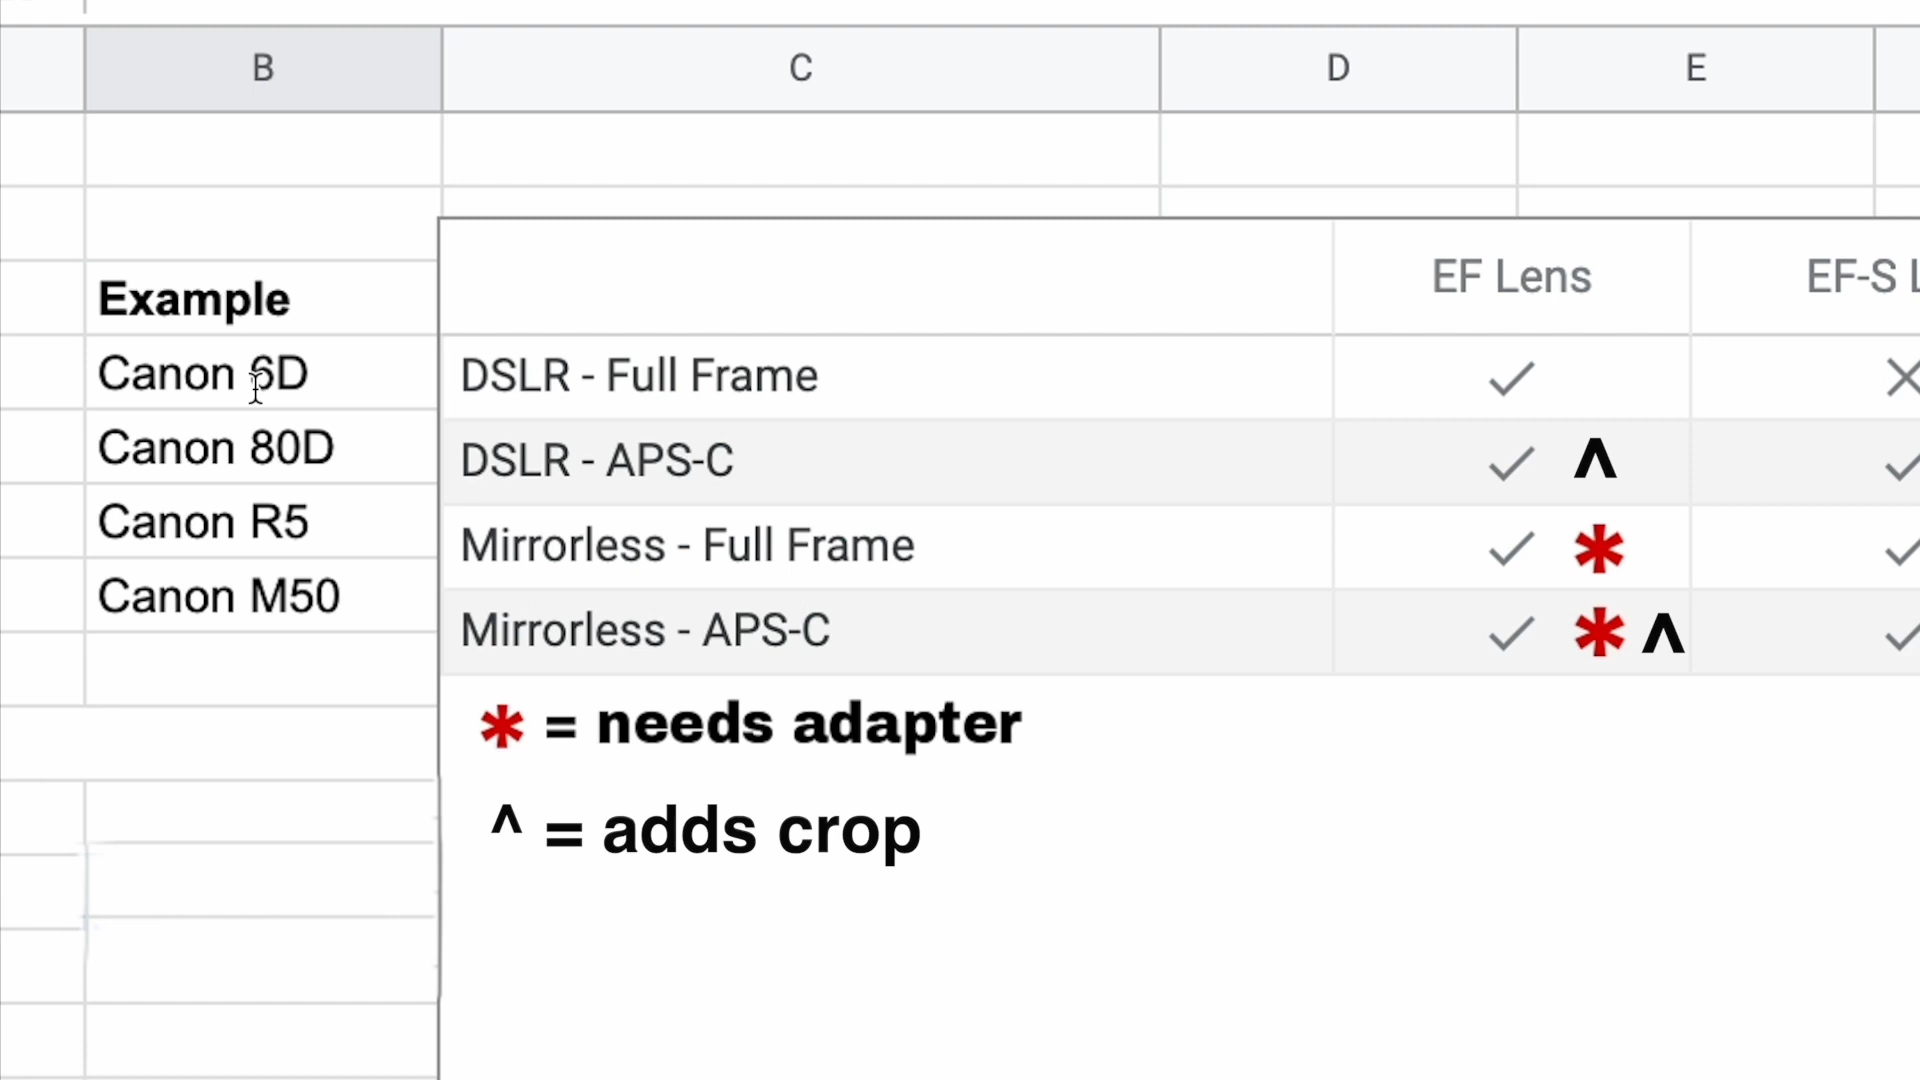 B C D E
Example
Canon 6D
Canon 80D
Canon R5
Canon M50
EF Lens EF-S L
DSLR - Full Frame ✓ ✕
DSLR - APS-C ✓ ^ ✓
Mirrorless - Full Frame ✓ * ✓
Mirrorless - APS-C ✓ * ^ ✓
* = needs adapter
^ = adds crop